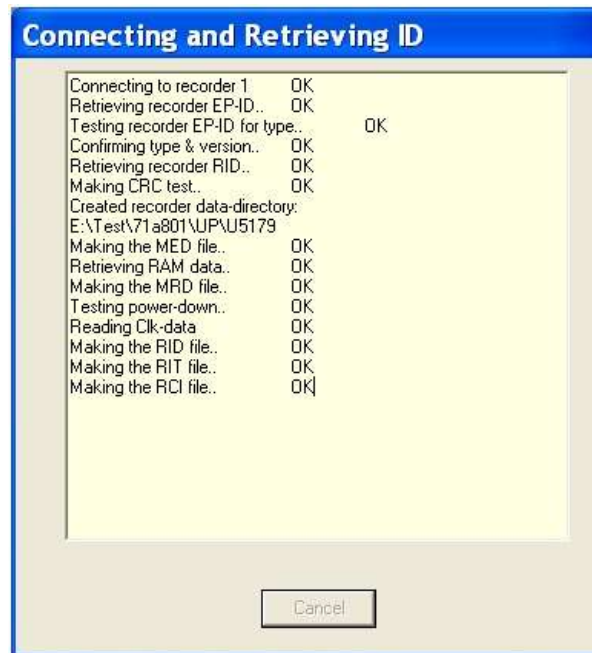 Connecting and Retrieving ID
Connecting to recorder 1 OK
Retrieving recorder EP-ID.. OK
Testing recorder EP-ID for type.. OK
Confirming type & version.. OK
Retrieving recorder RID.. OK
Making CRC test.. OK
Created recorder data-directory:
E:\Test\71a801\UP\U5179
Making the MED file.. OK
Retrieving RAM data.. OK
Making the MRD file.. OK
Testing power-down.. OK
Reading Clk-data OK
Making the RID file.. OK
Making the RIT file.. OK
Making the RCI file.. OK
Cancel